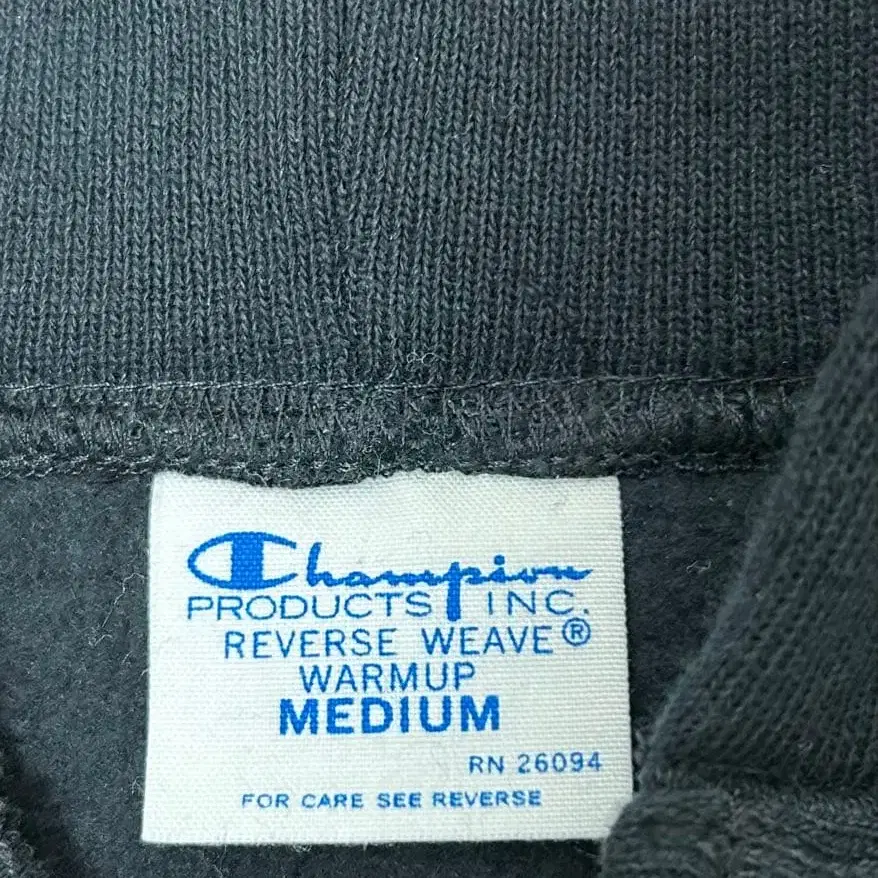 Champion
PRODUCTS INC.
REVERSE WEAVE®
WARMUP
MEDIUM
RN 26094
FOR CARE SEE REVERSE